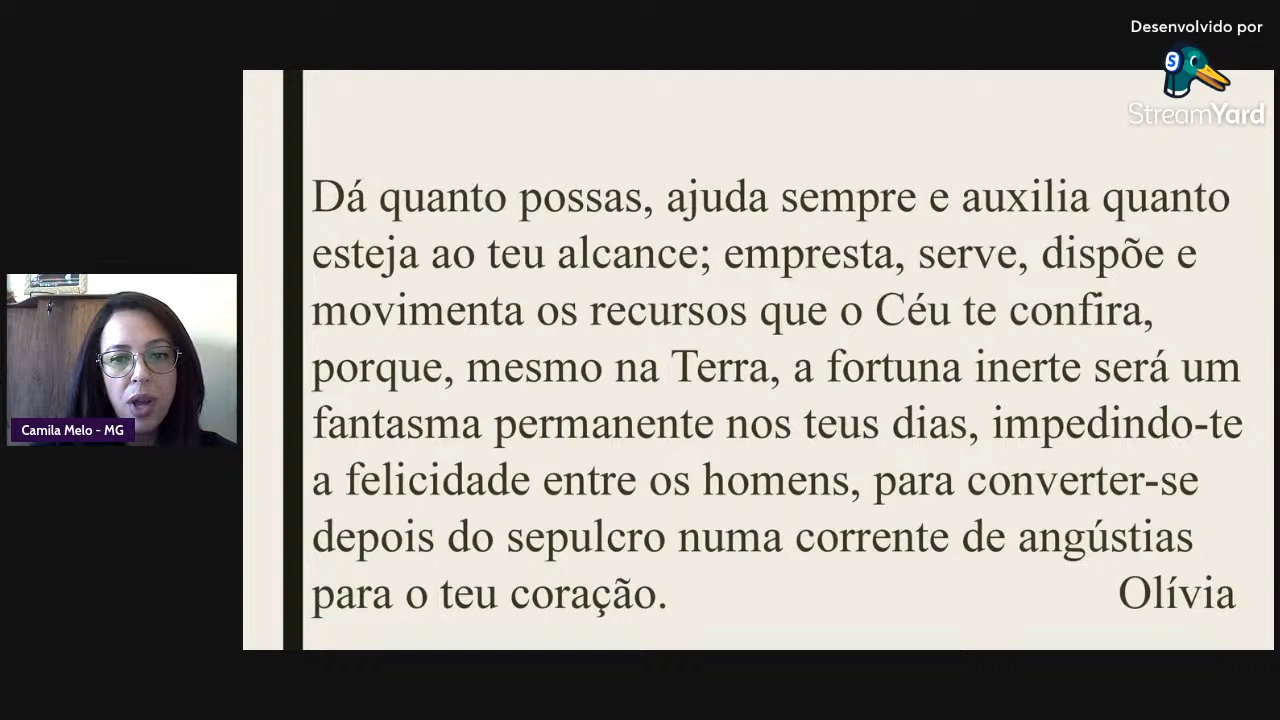 Desenvolvido por
StreamYard
Dá quanto possas, ajuda sempre e auxilia quanto
esteja ao teu alcance; empresta, serve, dispõe e
movimenta os recursos que o Céu te confira,
porque, mesmo na Terra, a fortuna inerte será um
fantasma permanente nos teus dias, impedindo-te
a felicidade entre os homens, para converter-se
depois do sepulcro numa corrente de angústias
para o teu coração. Olívia
Camila Melo - MG